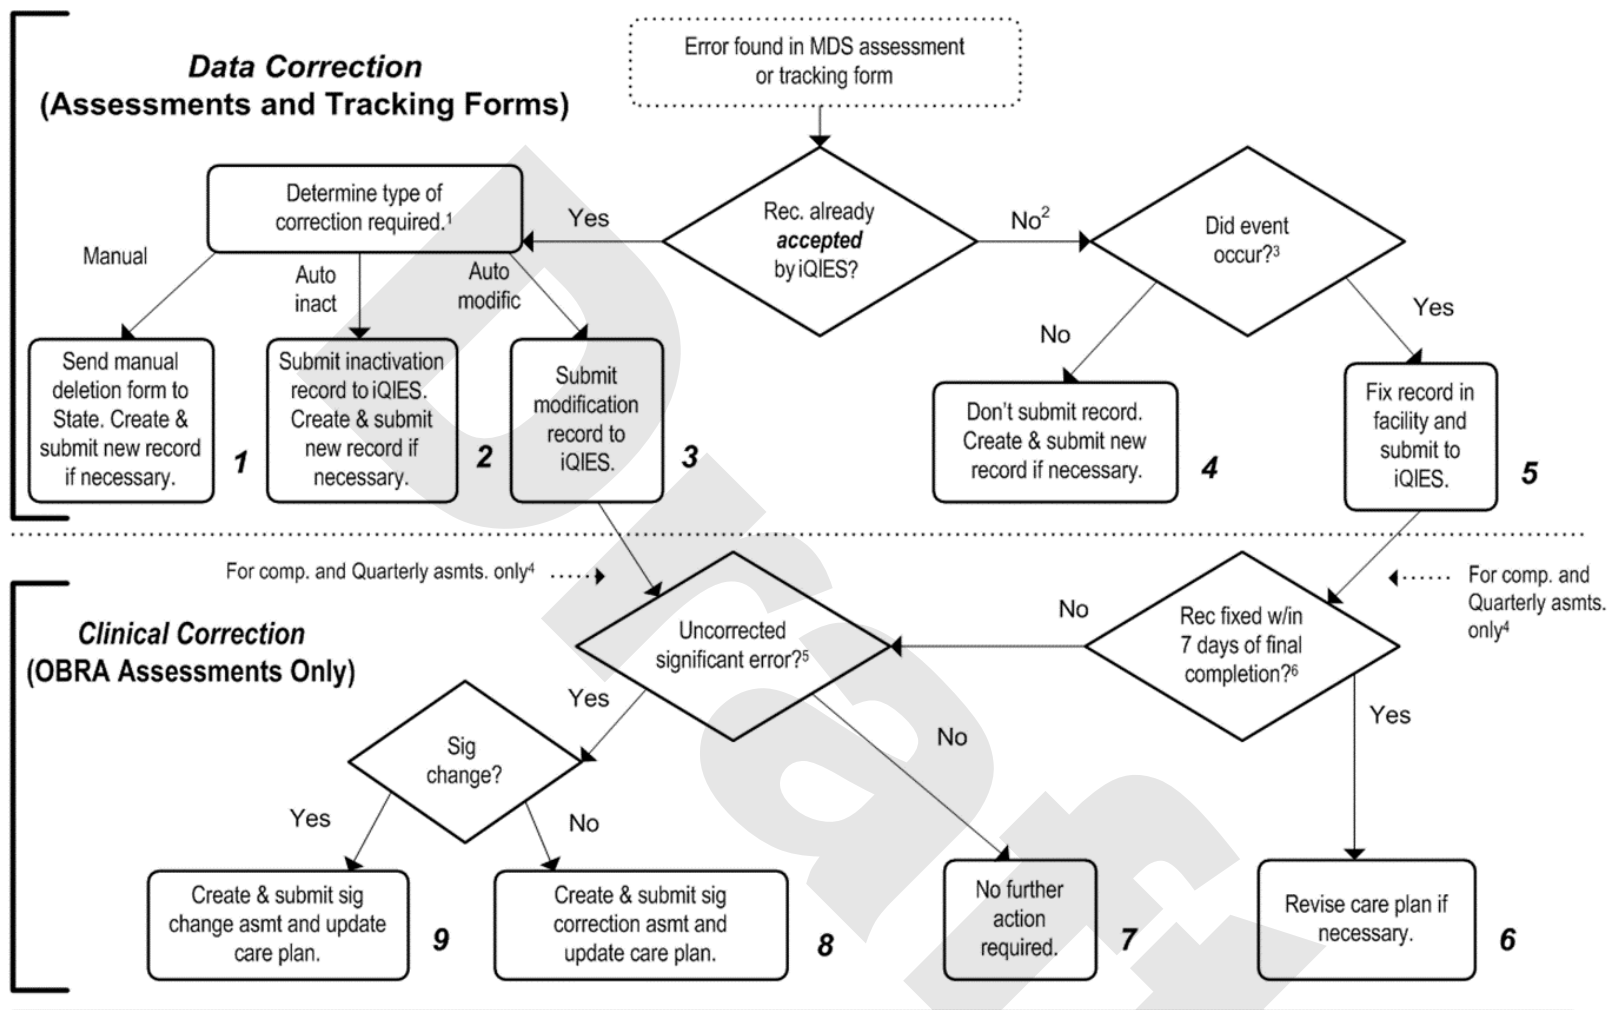 Data Correction
(Assessments and Tracking Forms)
Error found in MDS assessment
or tracking form
Determine type of
correction required.1
Yes
Rec. already
accepted
by iQIES?
No2
Did event
occur?3
Manual
Auto
inact
Auto
modific
No
Yes
Send manual
deletion form to
State. Create &
submit new record
if necessary.
1
Submit inactivation
record to iQIES.
Create & submit
new record if
necessary.
2
Submit
modification
record to
iQIES.
3
Don't submit record.
Create & submit new
record if necessary.
4
Fix record in
facility and
submit to
iQIES.
5
For comp. and Quarterly asmts. only4
For comp. and
Quarterly asmts.
only4
Clinical Correction
(OBRA Assessments Only)
Uncorrected
significant error?5
No
Rec fixed w/in
7 days of final
completion?6
Yes
No
Yes
Sig
change?
Yes
No
Create & submit sig
change asmt and update
care plan.
9
Create & submit sig
correction asmt and
update care plan.
8
No further
action
required.
7
Revise care plan if
necessary.
6
Draf